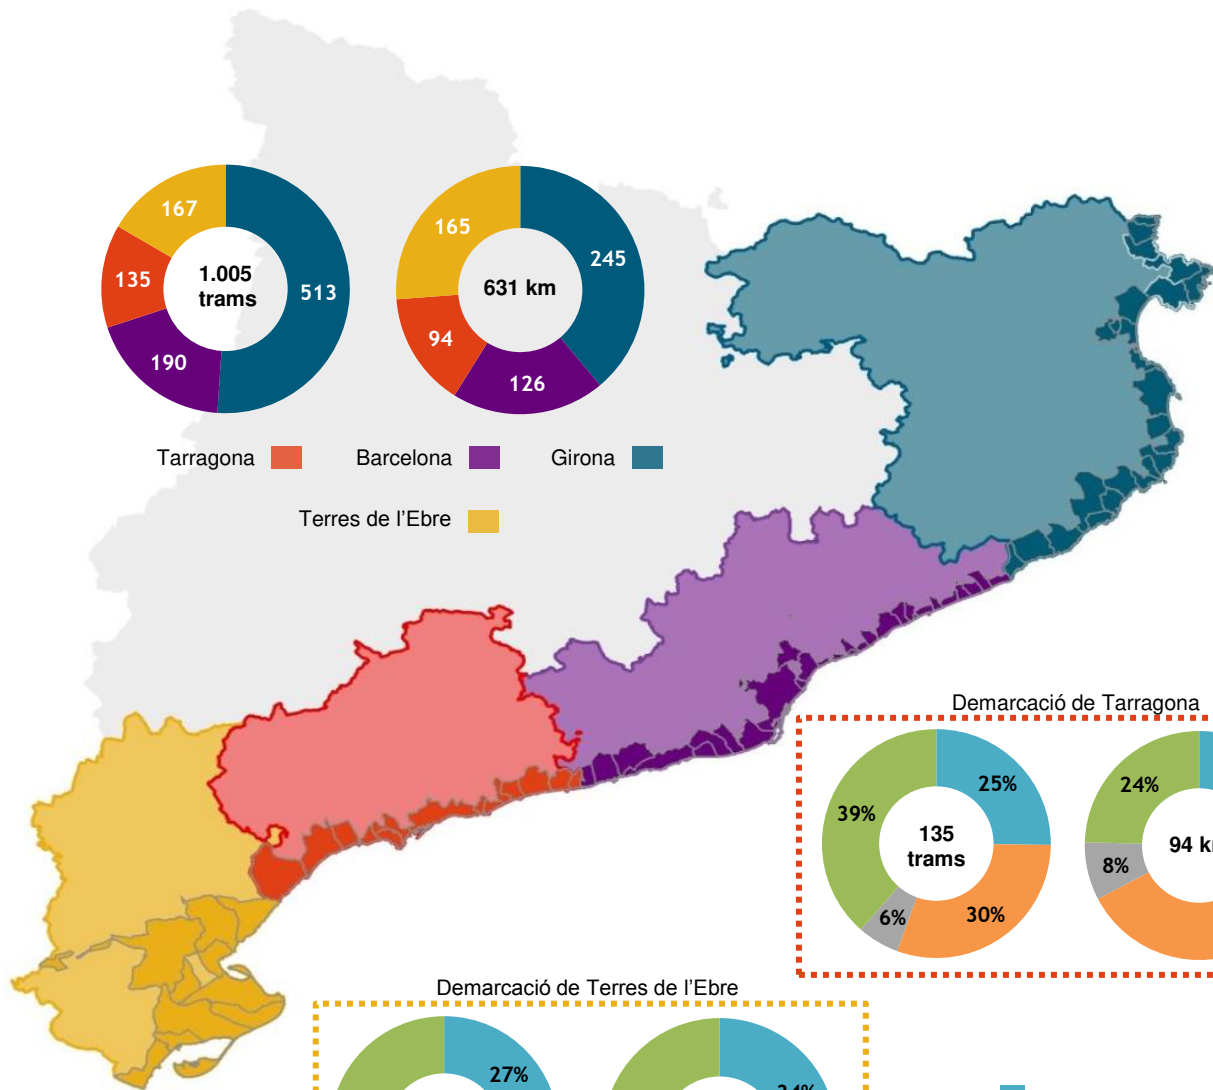 167
135
1.005
trams
513
190
165
245
94
631 km
126
Tarragona
Barcelona
Girona
Terres de l'Ebre
Demarcació de Tarragona
25%
39%
135
trams
6%
30%
24%
94
8%
Demarcació de Terres de l'Ebre
27%